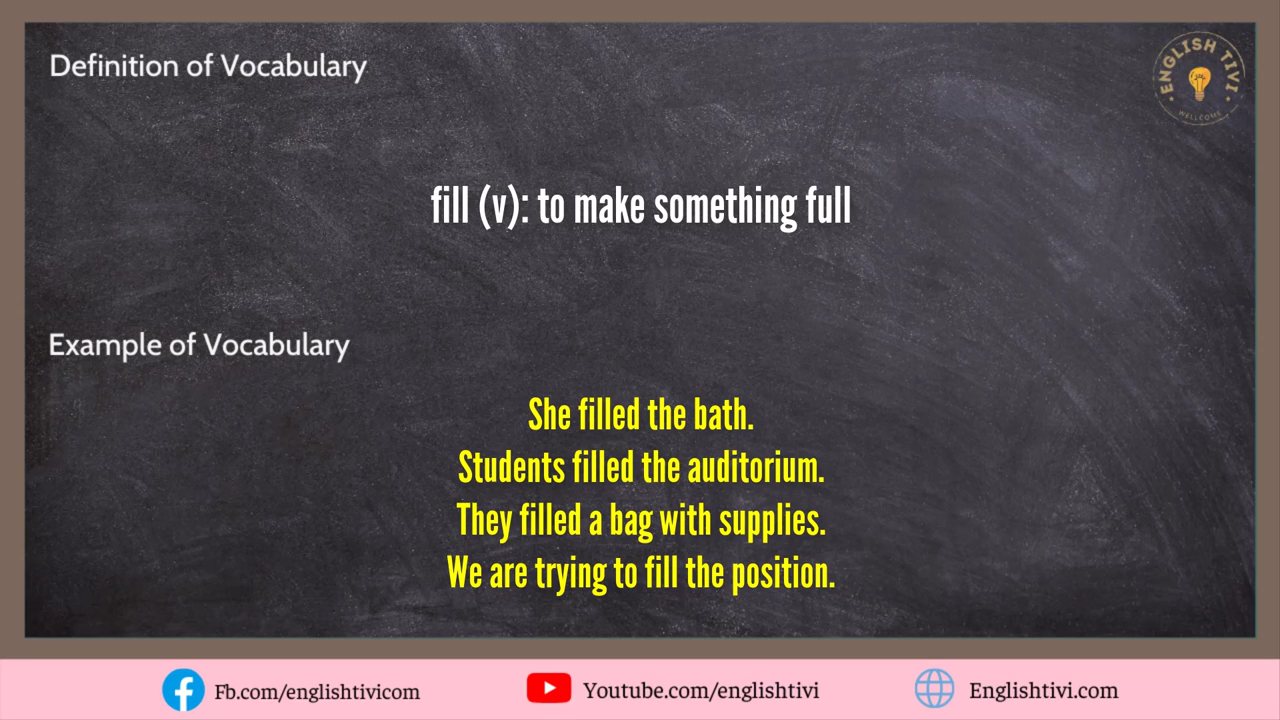 Definition of Vocabulary
ENGLISH TIVI
WELLCOME
fill (v): to make something full
Example of Vocabulary
She filled the bath.
Students filled the auditorium.
They filled a bag with supplies.
We are trying to fill the position.
Fb.com/englishtivicom
Youtube.com/englishtivi
Englishtivi.com